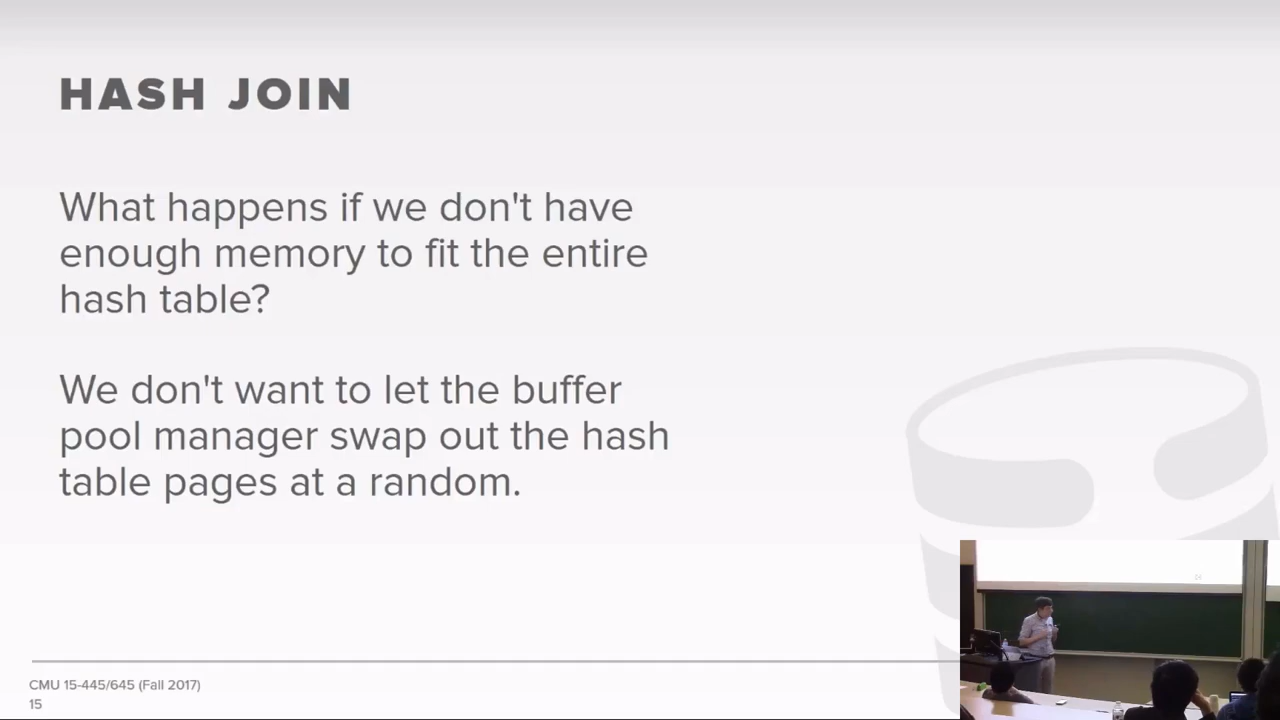 HASH JOIN
What happens if we don't have
enough memory to fit the entire
hash table?
We don't want to let the buffer
pool manager swap out the hash
table pages at a random.
CMU 15-445/645 (Fall 2017)
15